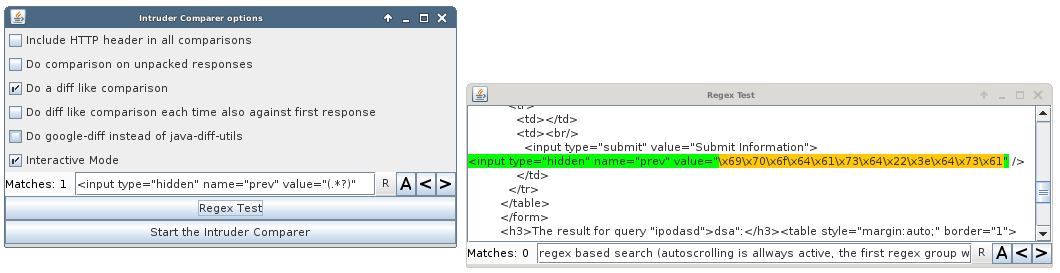 Intruder Comparer options
Include HTTP header in all comparisons
Do comparison on unpacked responses
Do a diff like comparison
Do diff like comparison each time also against first response
Do google-diff instead of java-diff-utils
Interactive Mode
Matches: 1 <input type="hidden" name="prev" value="(.*?)" R A < >
Regex Test
Start the Intruder Comparer
Regex Test
<tr>
<td></td>
<td><br/>
<input type="submit" value="Submit Information">
<input type="hidden" name="prev" value="\x69\x70\x6f\x64\x61\x73\x64\x22\x3e\x64\x73\x61" />
</td>
</tr>
</table>
</form>
<h3>The result for query "ipodasd">dsa":</h3><table style="margin:auto;" border="1">
Matches: 0 regex based search (autoscrolling is allways active, the first regex group w R A < >